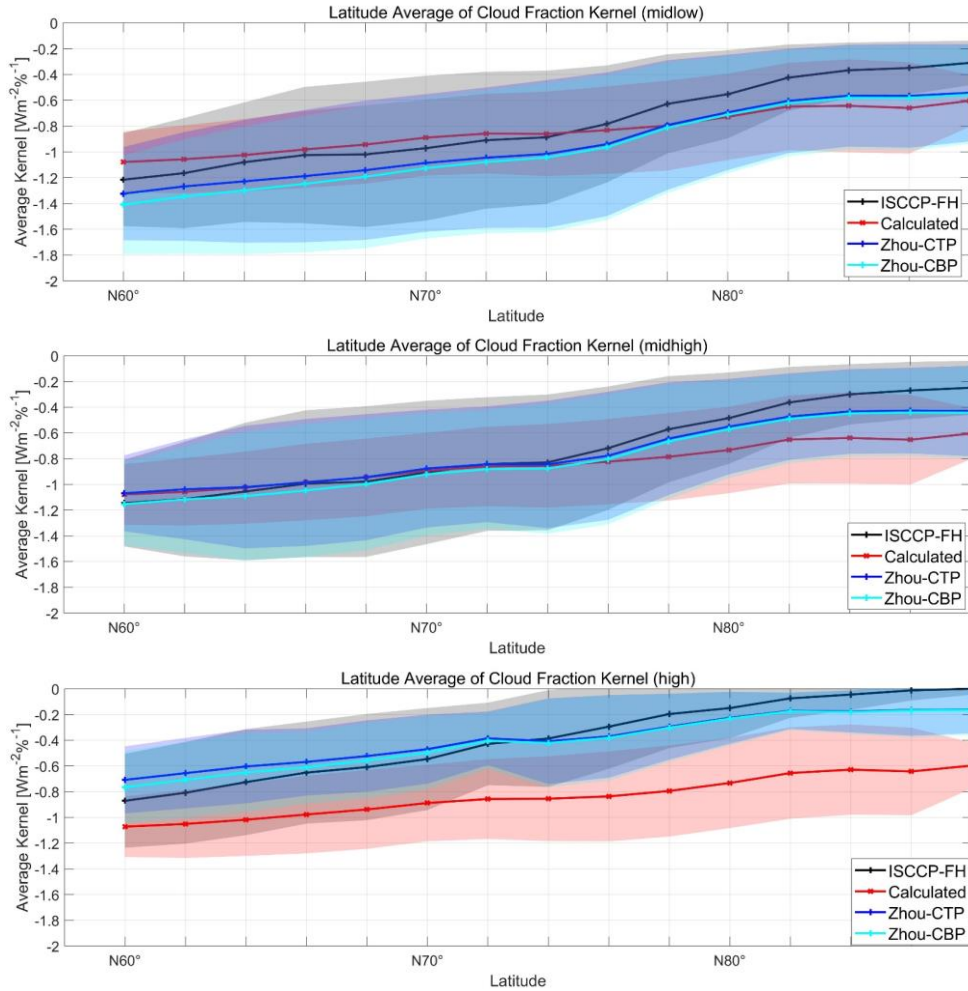 Latitude Average of Cloud Fraction Kernel (midlow)
Average Kernel [Wm-2%-1]
0
-0.2
-0.4
-0.6
-0.8
-1
-1.2
-1.4
-1.6
-1.8
-2
N60°
N70°
N80°
Latitude
ISCCP-FH
Calculated
Zhou-CTP
Zhou-CBP
Latitude Average of Cloud Fraction Kernel (midhigh)
Average Kernel [Wm-2%-1]
0
-0.2
-0.4
-0.6
-0.8
-1
-1.2
-1.4
-1.6
-1.8
-2
N60°
N70°
N80°
Latitude
ISCCP-FH
Calculated
Zhou-CTP
Zhou-CBP
Latitude Average of Cloud Fraction Kernel (high)
Average Kernel [Wm-2%-1]
0
-0.2
-0.4
-0.6
-0.8
-1
-1.2
-1.4
-1.6
-1.8
-2
N60°
N70°
N80°
Latitude
ISCCP-FH
Calculated
Zhou-CTP
Zhou-CBP